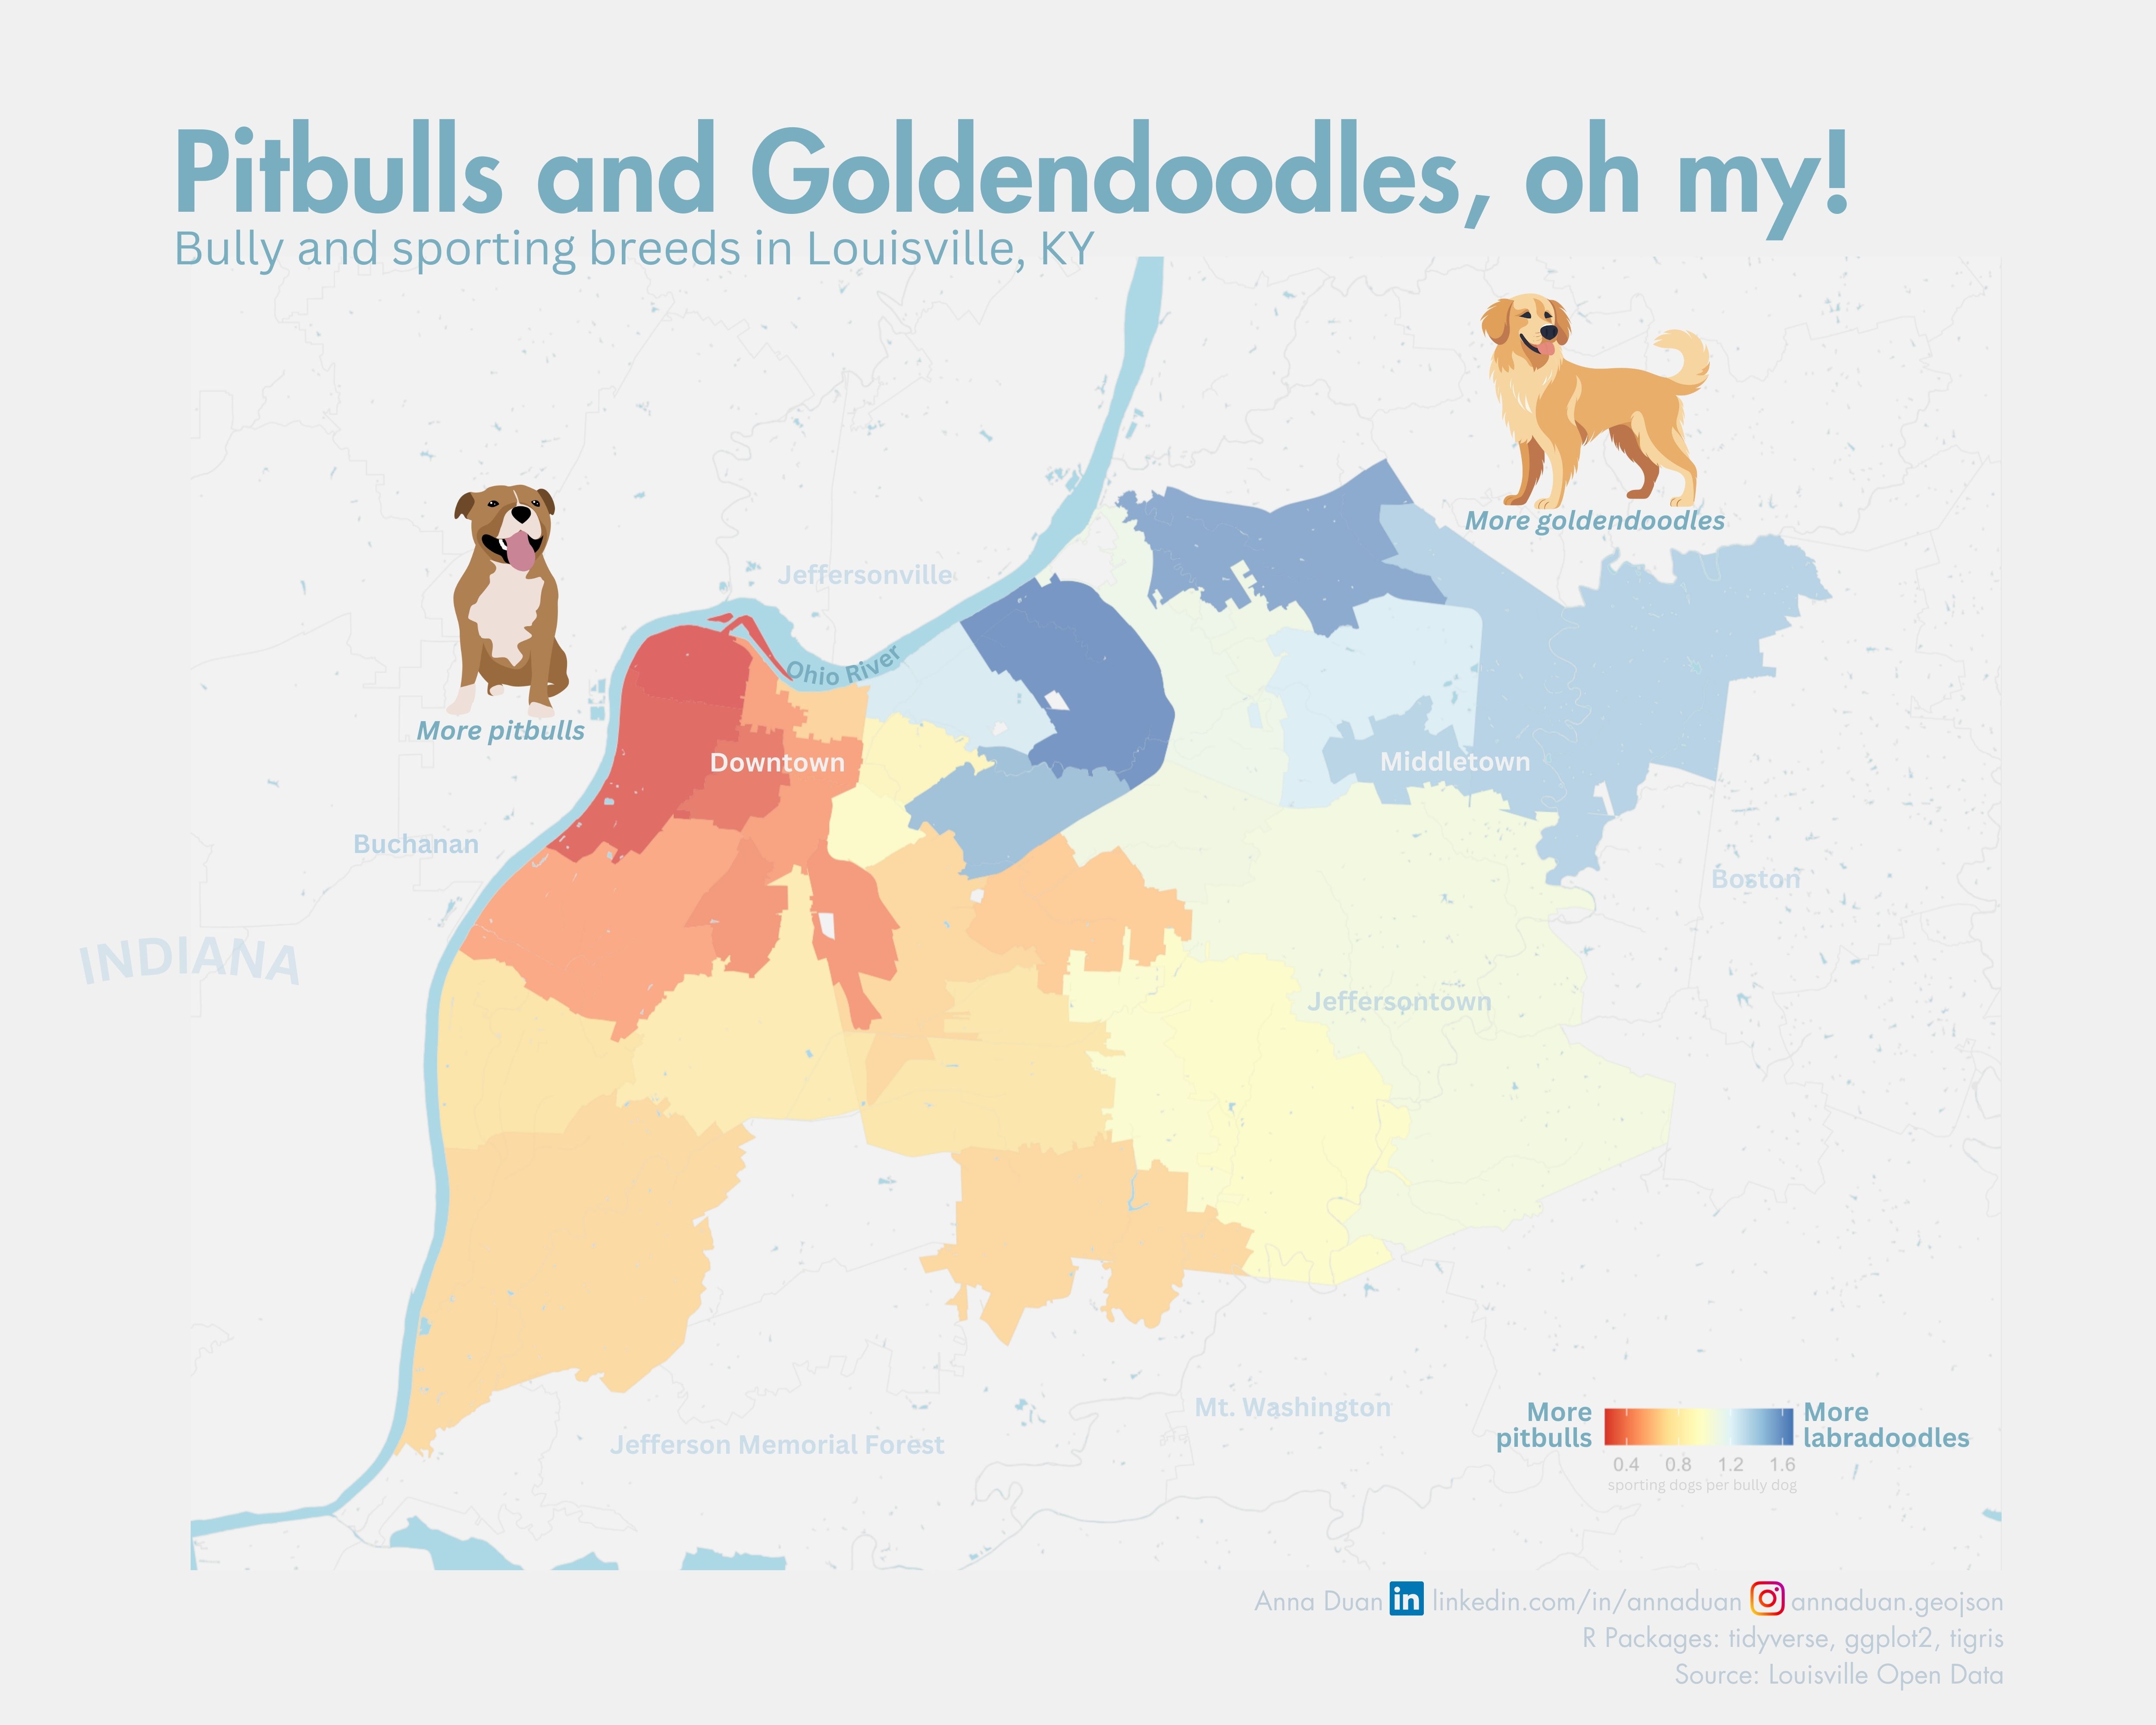 Pitbulls and Goldendoodles, oh my!
Bully and sporting breeds in Louisville, KY
More goldendoodles
Jeffersonville
Ohio River
More pitbulls
Downtown
Middletown
Buchanan
Boston
INDIANA
Jeffersontown
Mt. Washington
Jefferson Memorial Forest
More
pitbulls
More
labradoodles
0.4 0.8 1.2 1.6
sporting dogs per bully dog
Anna Duan in linkedin.com/in/annaduan annaduan.geojson
R Packages: tidyverse, ggplot2, tigris
Source: Louisville Open Data